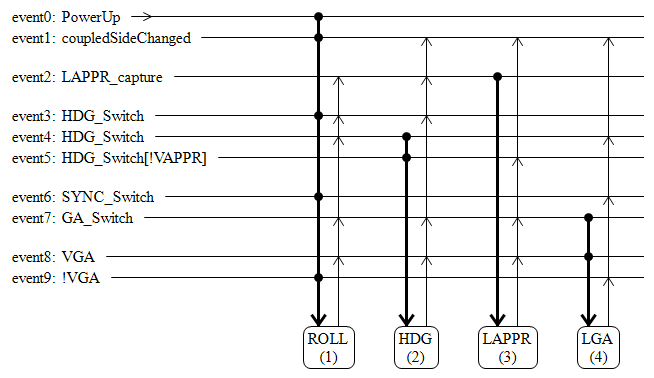 event0: PowerUp
event1: coupledSideChanged
event2: LAPPR_capture
event3: HDG_Switch
event4: HDG_Switch
event5: HDG_Switch[!VAPPR]
event6: SYNC_Switch
event7: GA_Switch
event8: VGA
event9: !VGA
ROLL HDG LAPPR LGA
(1) (2) (3) (4)